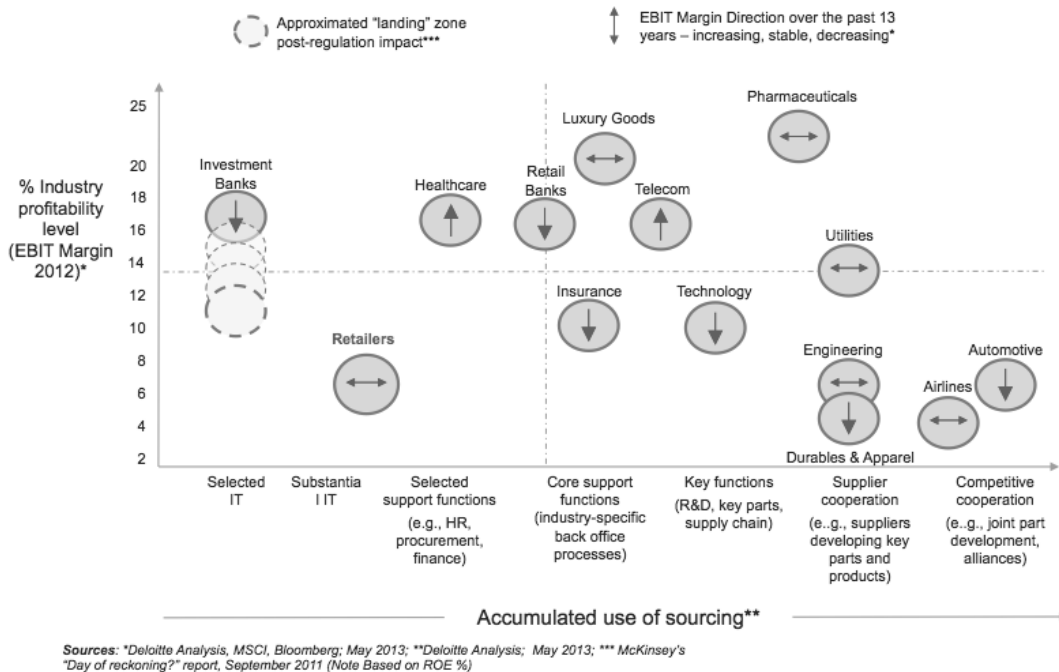 Approximated “landing” zone
post-regulation impact***
EBIT Margin Direction over the past 13
years – increasing, stable, decreasing*
% Industry
profitability
level
(EBIT Margin
2012)*
25
20
18
16
14
12
10
8
6
4
2
Investment
Banks
Healthcare
Retail
Banks
Luxury Goods
Telecom
Pharmaceuticals
Utilities
Retailers
Insurance
Technology
Engineering
Durables & Apparel
Airlines
Automotive
Selected
IT
Substantia
l IT
Selected
support functions
(e.g., HR,
procurement,
finance)
Core support
functions
(industry-specific
back office
processes)
Key functions
(R&D, key parts,
supply chain)
Supplier
cooperation
(e..g., suppliers
developing key
parts and
products)
Competitive
cooperation
(e..g., joint part
development,
alliances)
Accumulated use of sourcing**
Sources: *Deloitte Analysis, MSCI, Bloomberg; May 2013; **Deloitte Analysis; May 2013; *** McKinsey’s
“Day of reckoning?” report, September 2011 (Note Based on ROE %)